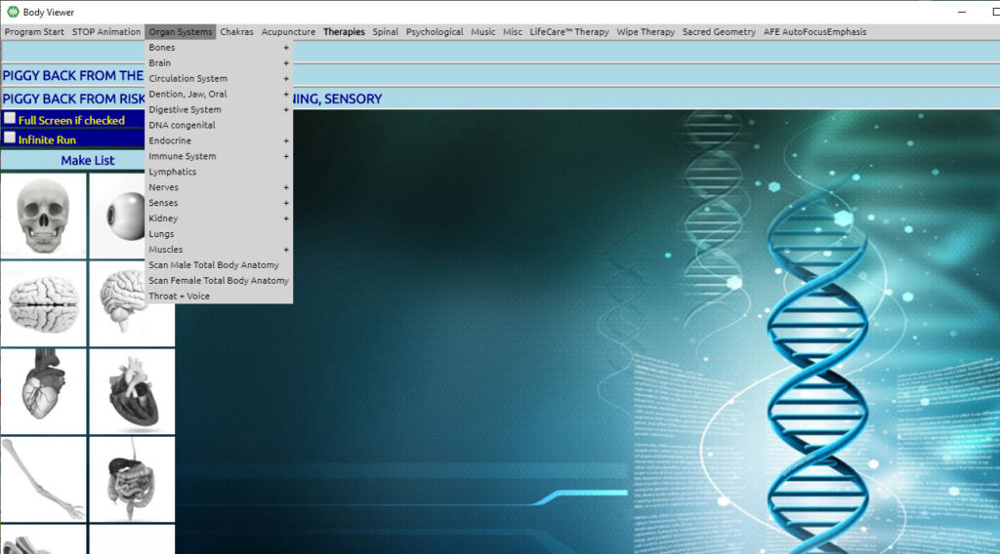 Body Viewer
Program Start STOP Animation Organ Systems Chakras Acupuncture Therapies Spinal Psychological Music Misc LifeCare™ Therapy Wipe Therapy Sacred Geometry AFE AutoFocusEmphasis
Bones +
Brain +
PIGGY BACK FROM THE
Circulation System +
Dention, Jaw, Oral +
PIGGY BACK FROM RISK NING, SENSORY
Digestive System +
Full Screen if checked
DNA congenital
Infinite Run
Endocrine +
Make List
Immune System +
Lymphatics
Nerves +
Senses +
Kidney +
Lungs
Muscles +
Scan Male Total Body Anatomy
Scan Female Total Body Anatomy
Throat + Voice